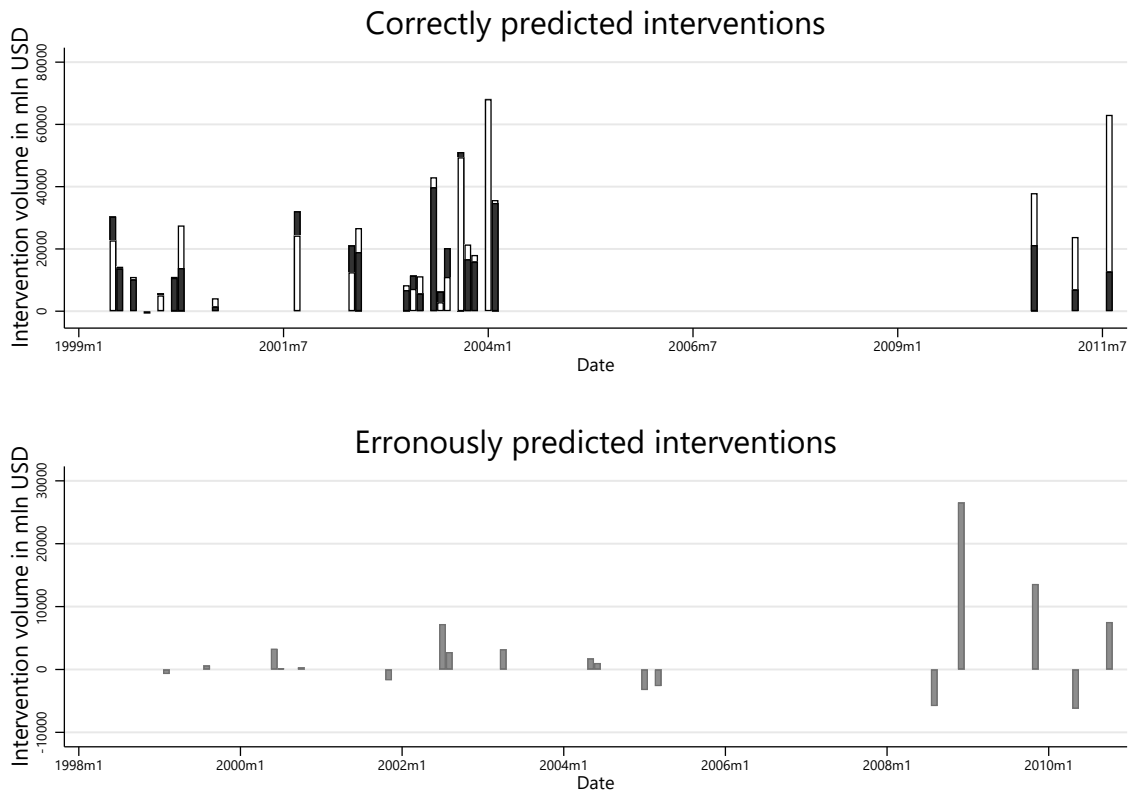 Correctly predicted interventions
Intervention volume in mln USD
80000
60000
40000
20000
0
1999m1 2001m7 2004m1 2006m7 2009m1 2011m7
Date
Erronously predicted interventions
Intervention volume in mln USD
30000
20000
10000
0
-10000
1998m1 2000m1 2002m1 2004m1 2006m1 2008m1 2010m1
Date